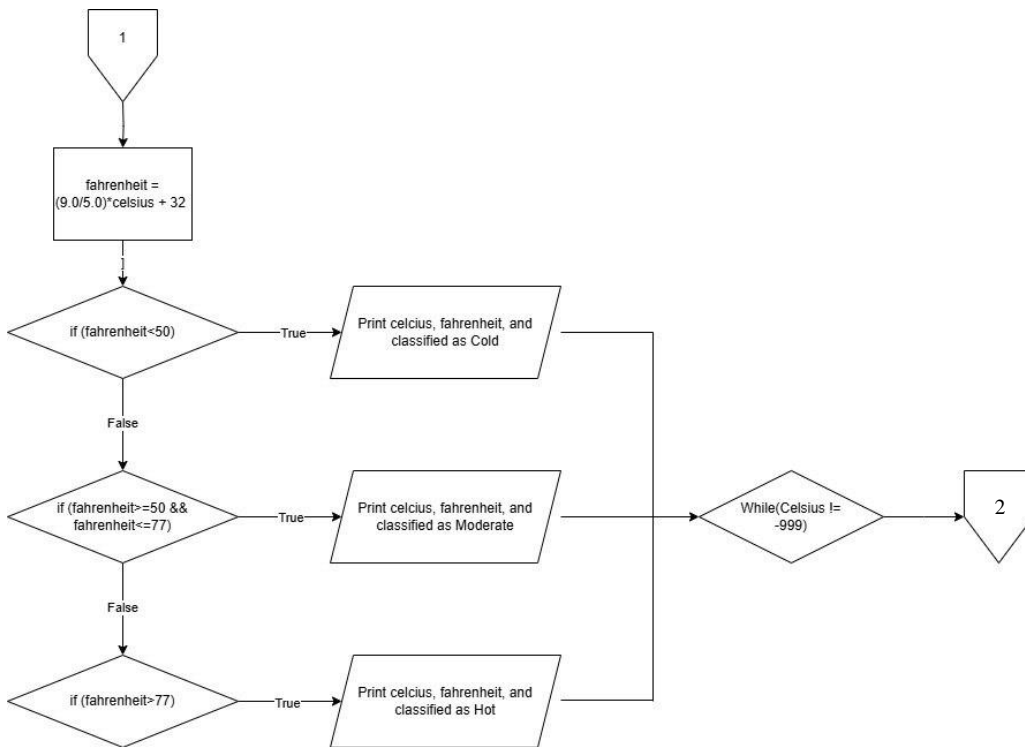 1
fahrenheit =
(9.0/5.0)*celsius + 32
]
if (fahrenheit<50)
True
Print celcius, fahrenheit, and
classified as Cold
False
if (fahrenheit>=50 &&
fahrenheit<=77)
True
Print celcius, fahrenheit, and
classified as Moderate
While(Celsius !=
-999)
2
False
if (fahrenheit>77)
True
Print celcius, fahrenheit, and
classified as Hot